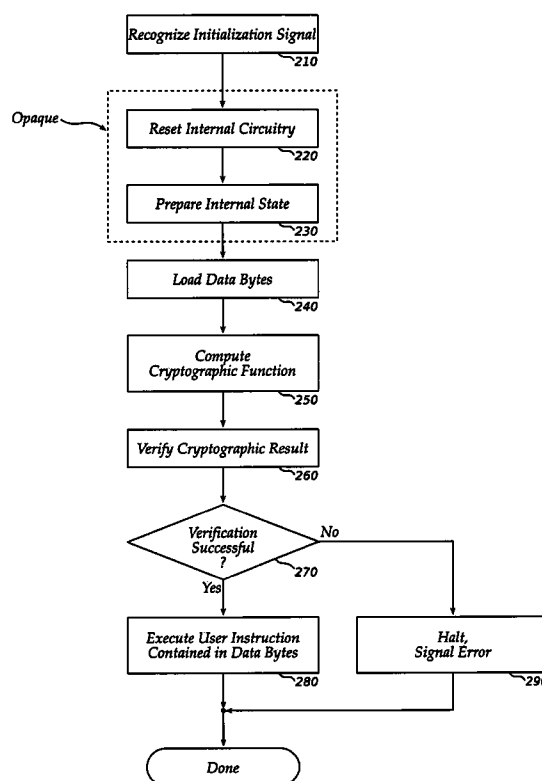 Recognize Initialization Signal
210
Opaque
Reset Internal Circuitry
220
Prepare Internal State
230
Load Data Bytes
240
Compute
Cryptographic Function
250
Verify Cryptographic Result
260
Verification
Successful
?
270
No
Yes
Execute User Instruction
Contained in Data Bytes
280
Halt,
Signal Error
290
Done